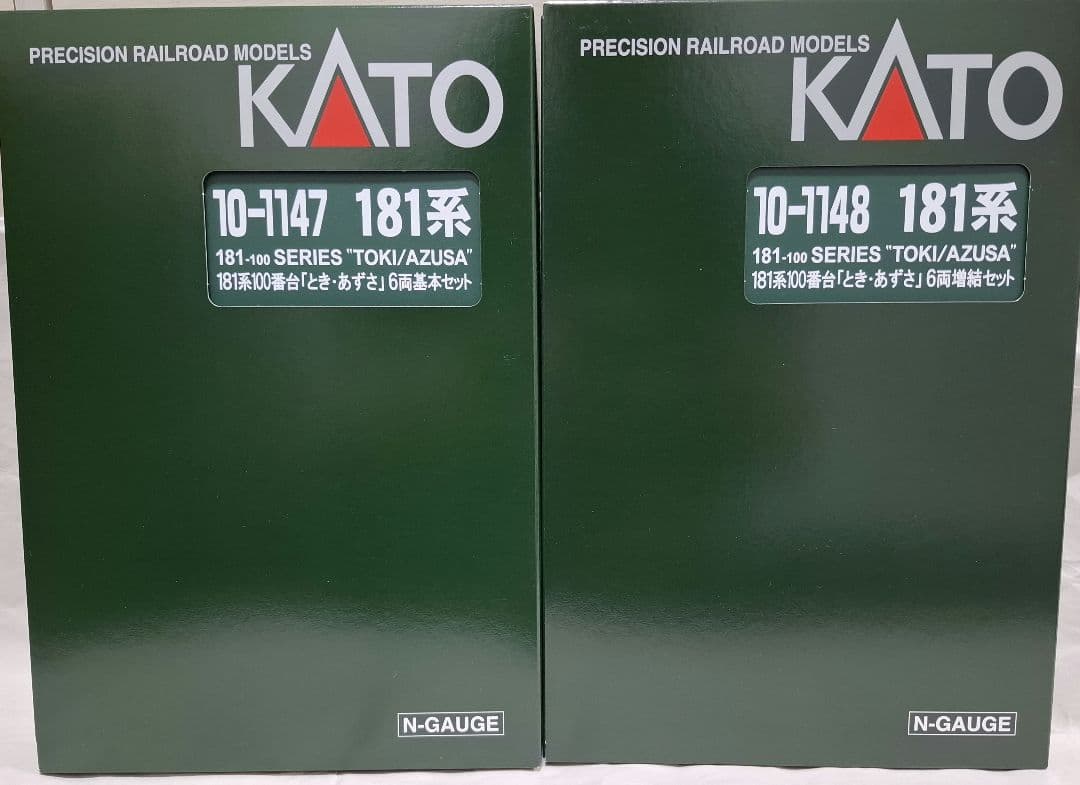 PRECISION RAILROAD MODELS
KATO
10-1147 181系
181-100 SERIES "TOKI/AZUSA"
181系100番台「とき・あずさ」6両基本セット
N-GAUGE
PRECISION RAILROAD MODELS
KATO
10-1148 181系
181-100 SERIES "TOKI/AZUSA"
181系100番台「とき・あずさ」6両増結セット
N-GAUGE